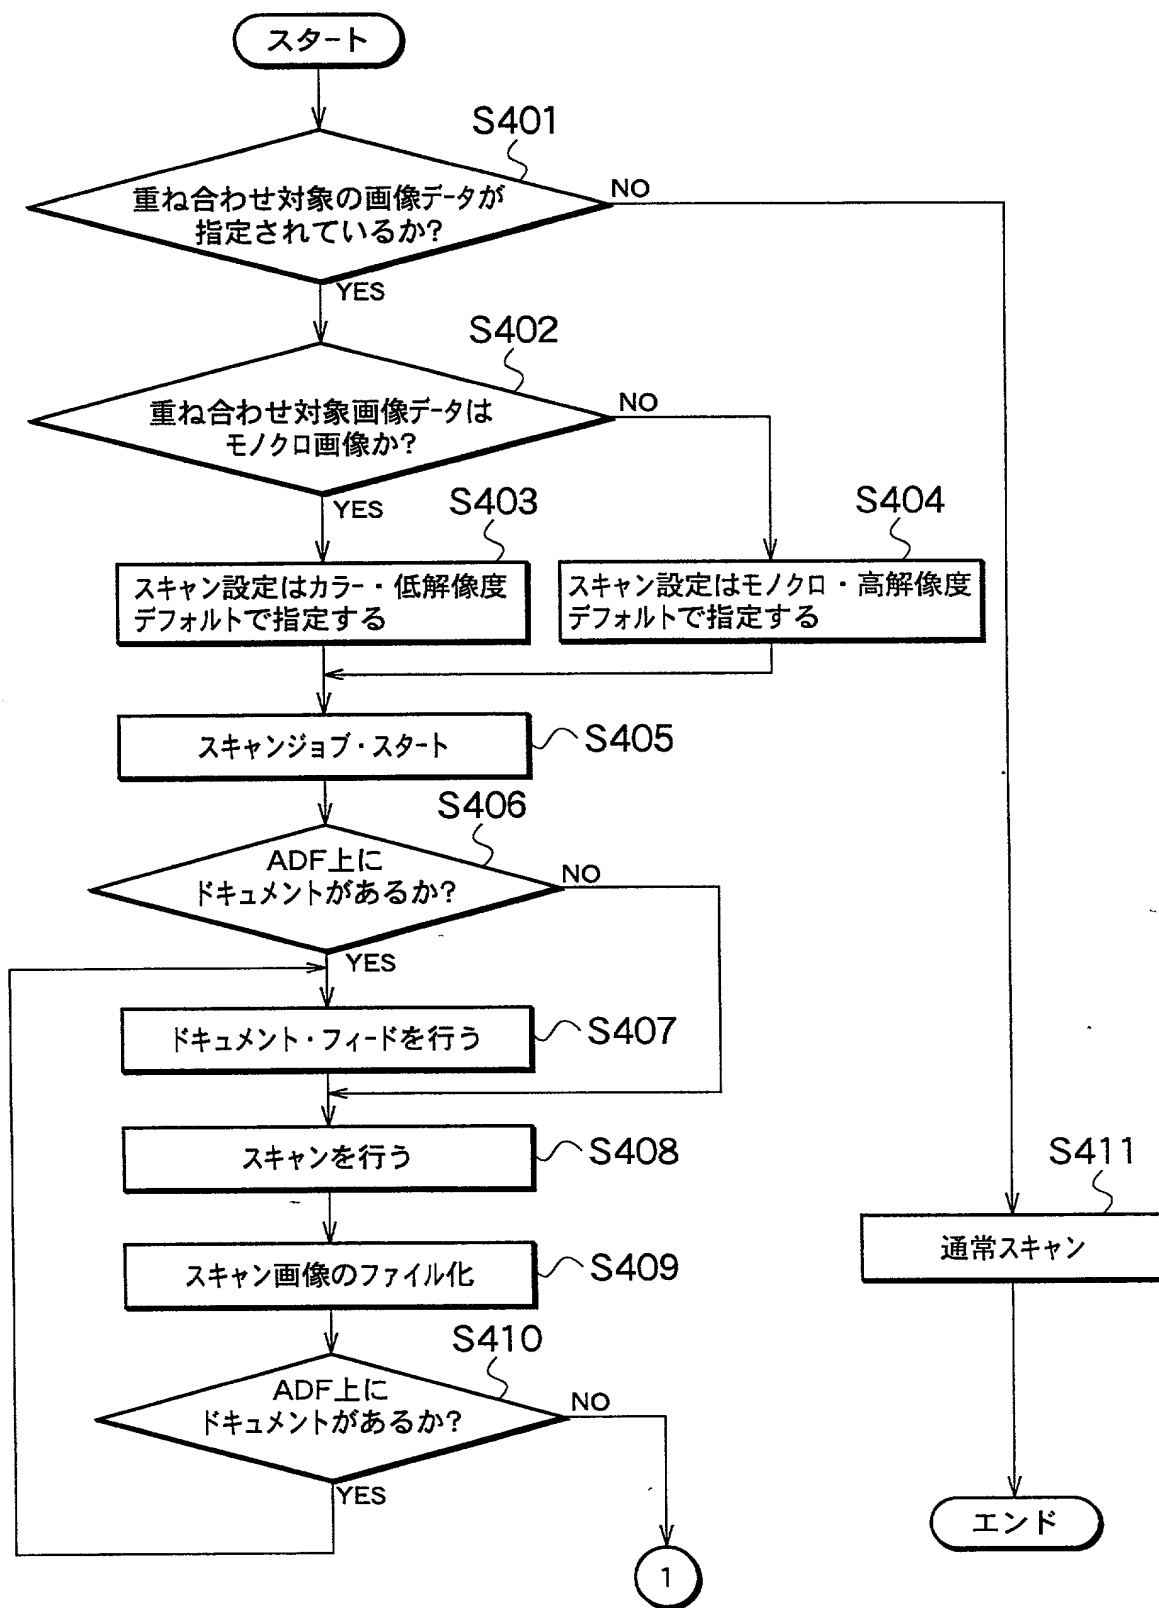 スタート
S401
重ね合わせ対象の画像データが
指定されているか?
NO
YES
S402
重ね合わせ対象画像データは
モノクロ画像か?
NO
YES
S403
スキャン設定はカラー・低解像度
デフォルトで指定する
S404
スキャン設定はモノクロ・高解像度
デフォルトで指定する
スキャンジョブ・スタート
S405
S406
ADF上に
ドキュメントがあるか?
NO
YES
ドキュメント・フィードを行う
S407
スキャンを行う
S408
スキャン画像のファイル化
S409
S410
ADF上に
ドキュメントがあるか?
NO
YES
1
S411
通常スキャン
エンド